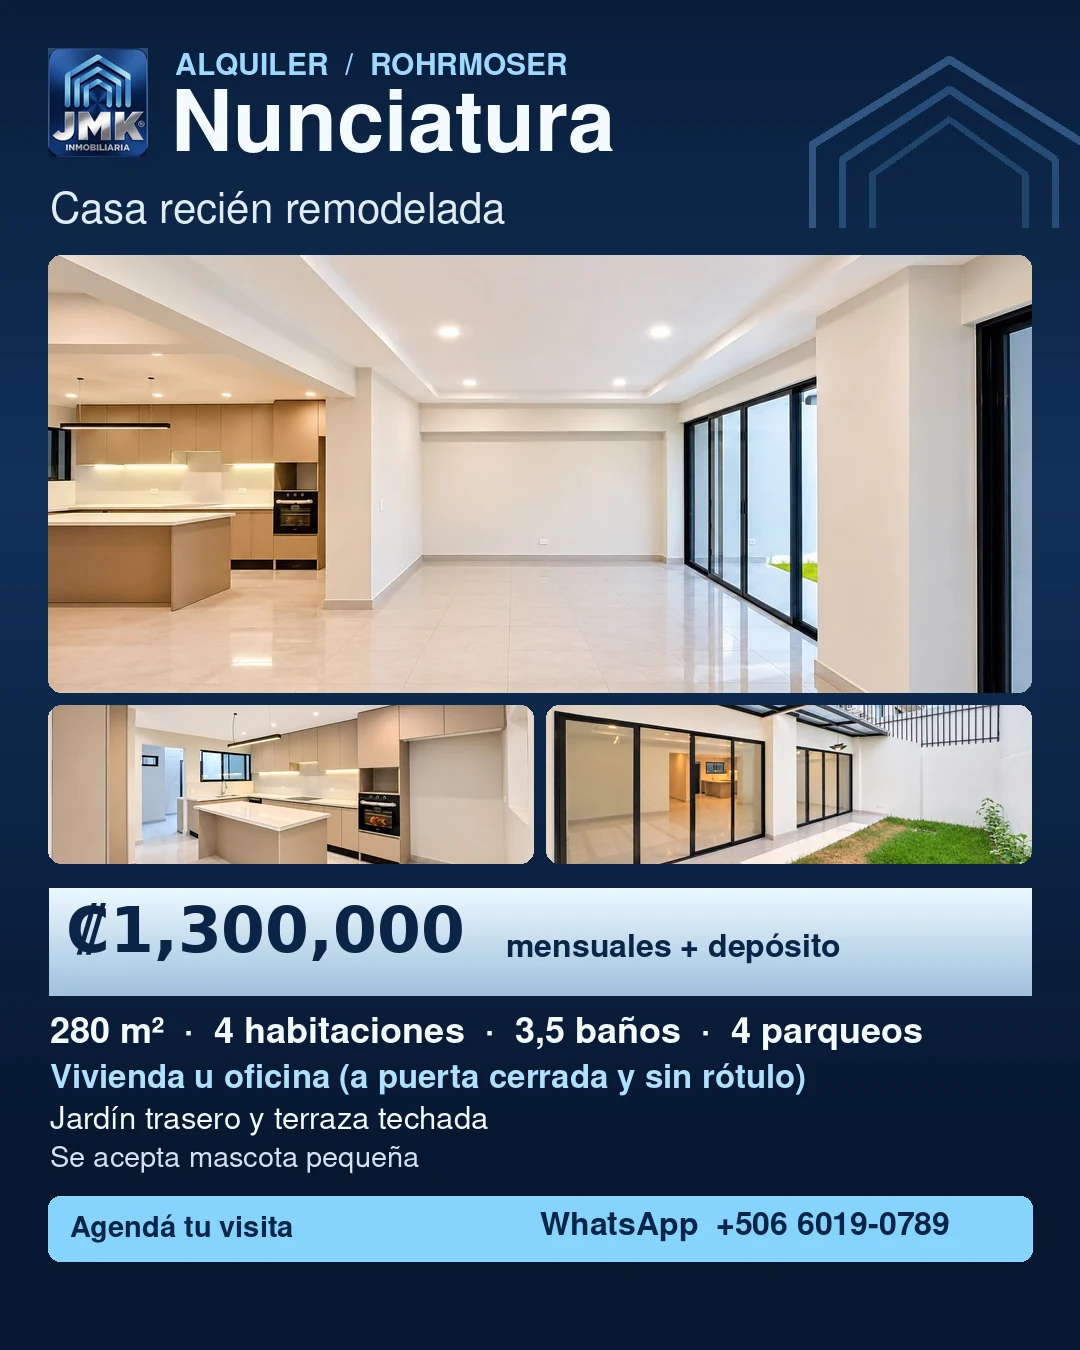 ALQUILER / ROHRMOSER
Nunciatura
JMK®
INMOBILIARIA
Casa recién remodelada
₡1,300,000 mensuales + depósito
280 m² · 4 habitaciones · 3,5 baños · 4 parqueos
Vivienda u oficina (a puerta cerrada y sin rótulo)
Jardín trasero y terraza techada
Se acepta mascota pequeña
Agendá tu visita WhatsApp +506 6019-0789